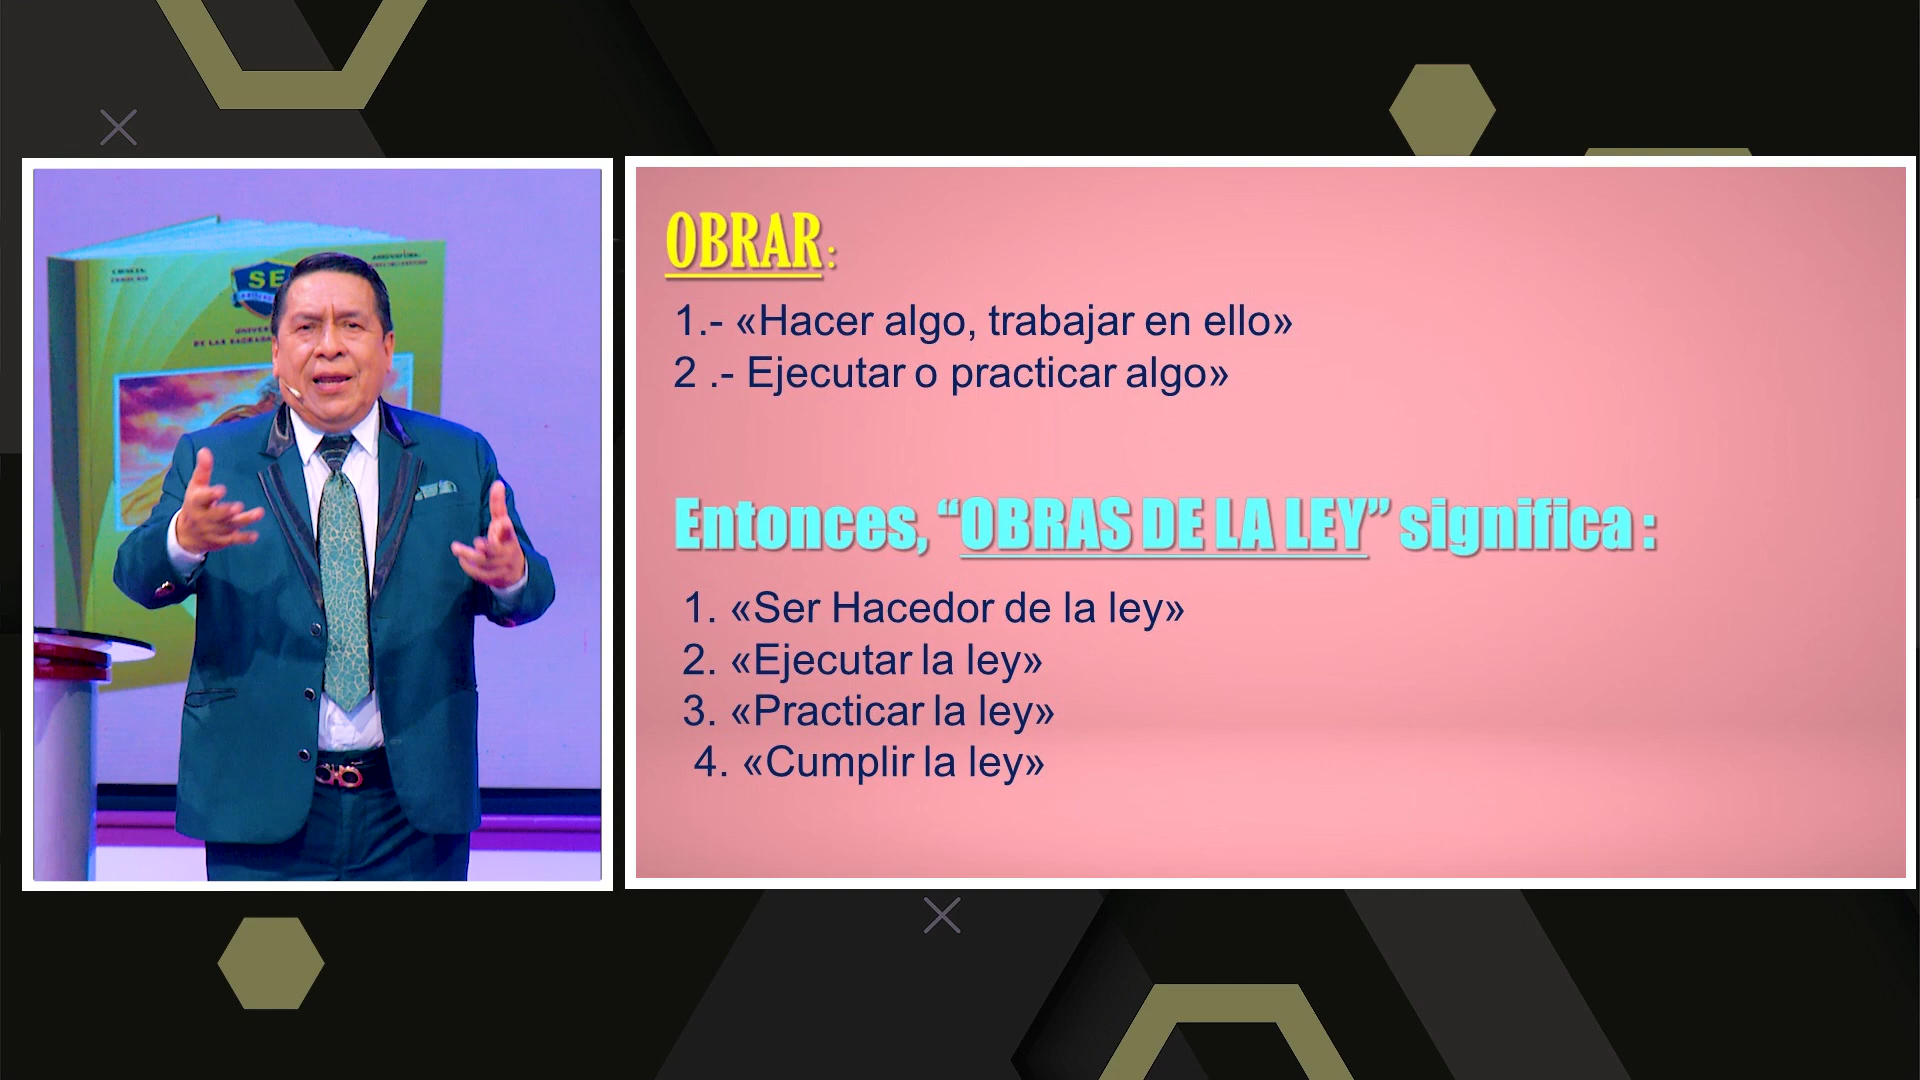 SE
OBRAR:
1.- «Hacer algo, trabajar en ello»
2 .- Ejecutar o practicar algo»
Entonces, “OBRAS DE LA LEY” significa :
1. «Ser Hacedor de la ley»
2. «Ejecutar la ley»
3. «Practicar la ley»
4. «Cumplir la ley»